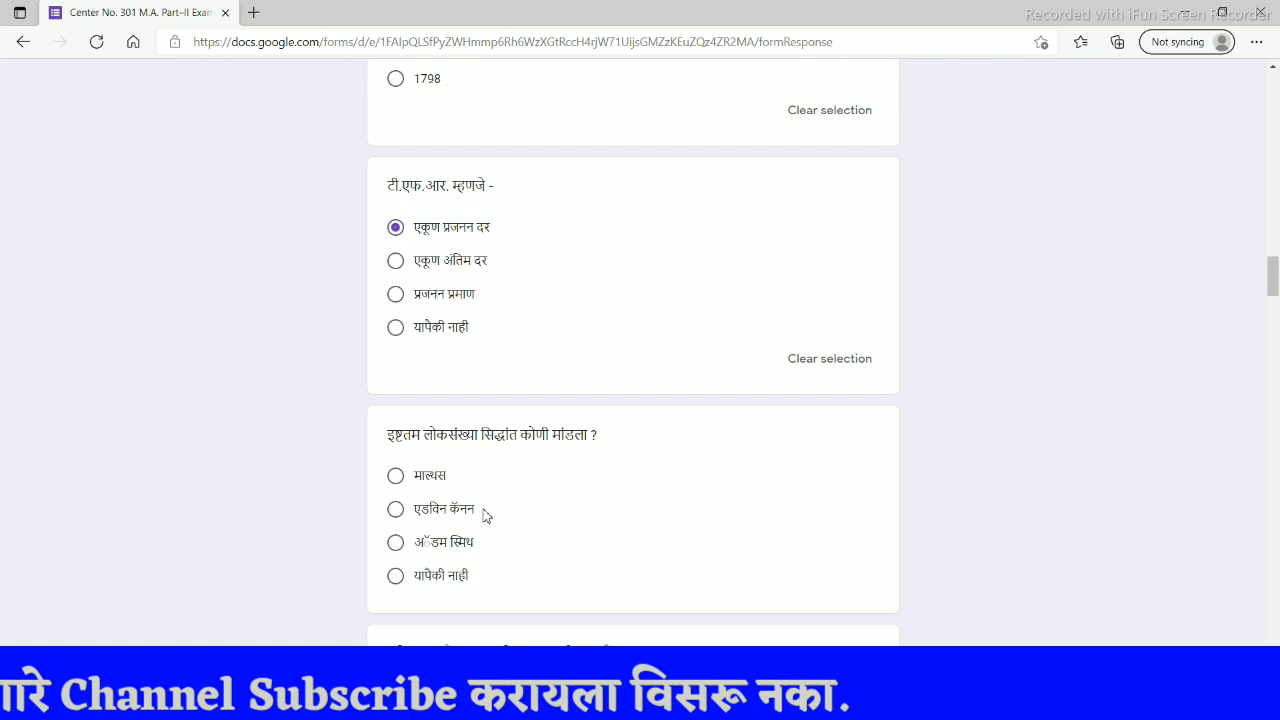 Center No. 301 M.A. Part-II Exam
Recorded with iFun Screen Recorder
https://docs.google.com/forms/d/e/1FAIpQLSfPyZWHmmp6Rh6WzXGtRccH4rjW71UijsGMZzKEuZQz4ZR2MA/formResponse
Not syncing
1798
Clear selection
टी.एफ.आर. म्हणजे -
एकूण प्रजनन दर
एकूण अंतिम दर
प्रजनन प्रमाण
यापैकी नाही
Clear selection
इष्टतम लोकसंख्या सिद्धांत कोणी मांडला ?
माल्थस
एडविन कॅनन
अॅडम स्मिथ
यापैकी नाही
गारे Channel Subscribe करायला विसरू नका.